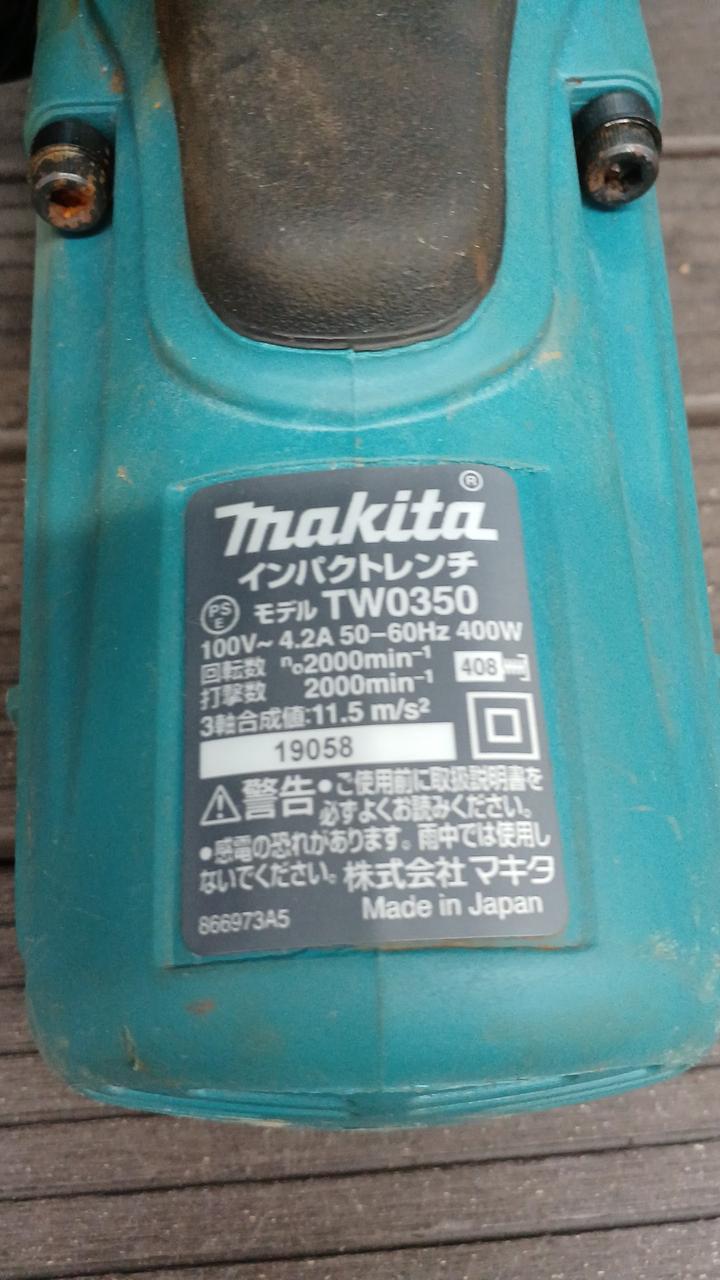 makita®
インパクトレンチ
PS E モデル TW0350
100V~ 4.2A 50-60Hz 400W
回転数 n₀2000min⁻¹ 408
打撃数 2000min⁻¹
3軸合成値:11.5 m/s²
19058
警告 ●ご使用前に取扱説明書を
必ずよくお読みください。
●感電の恐れがあります。雨中では使用し
ないでください。株式会社マキタ
866973A5 Made in Japan